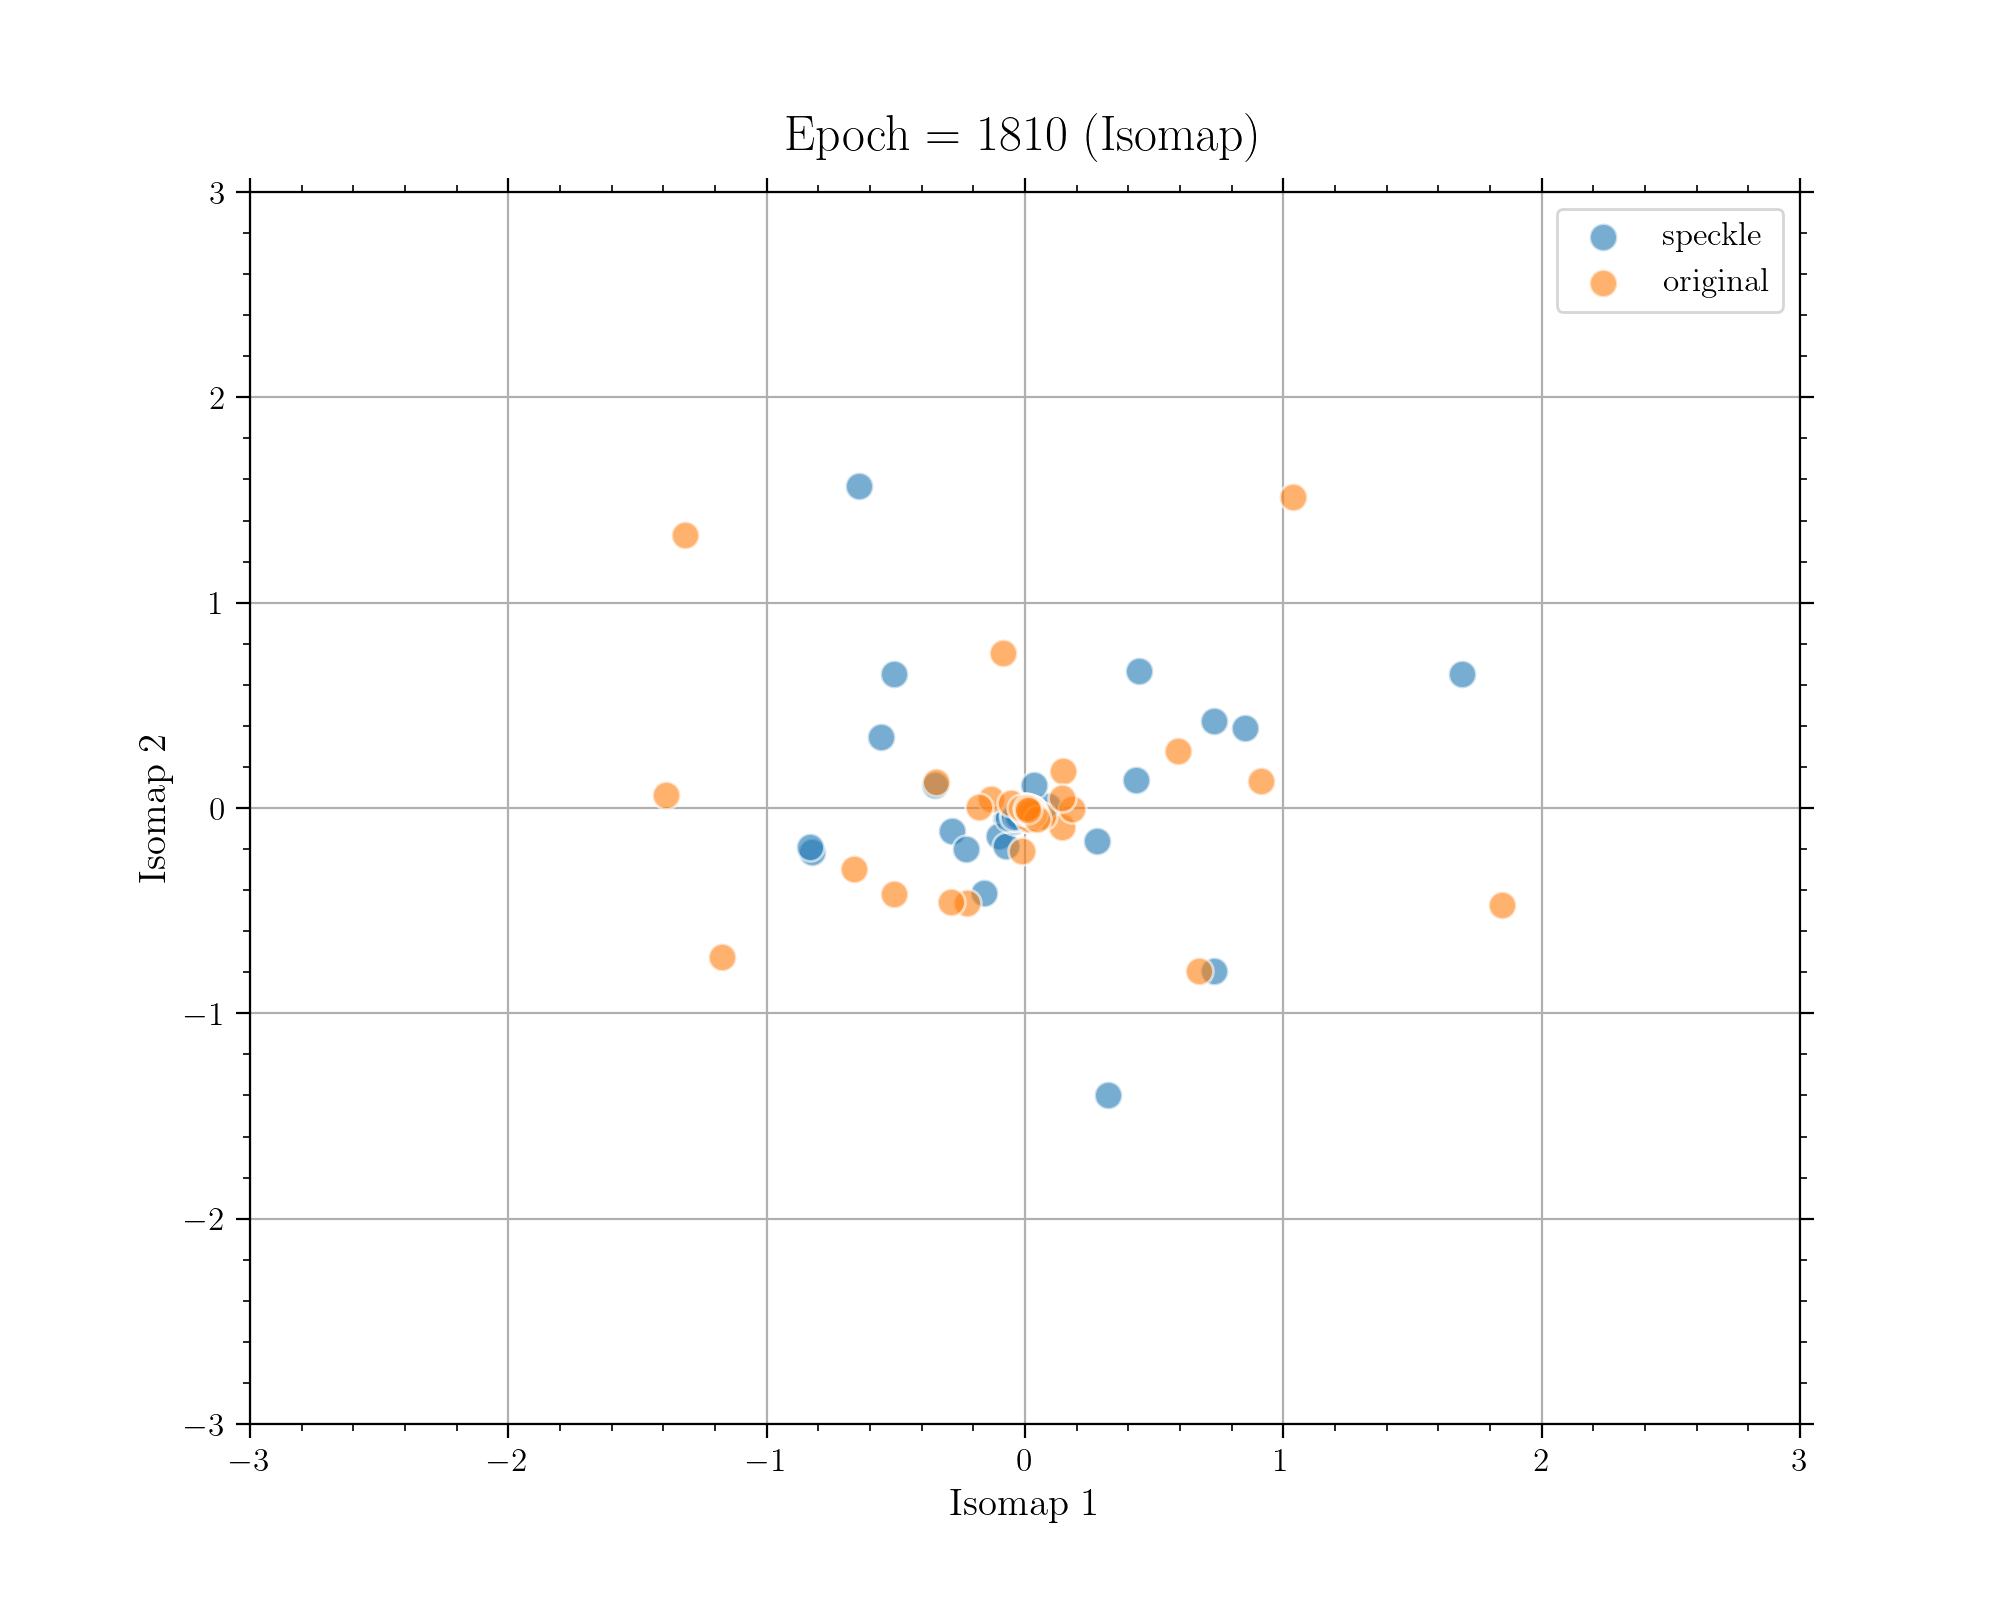 Epoch = 1810 (Isomap)
speckle
original
3
2
1
0
−1
−2
−3
Isomap 2
−3
−2
−1
0
1
2
3
Isomap 1